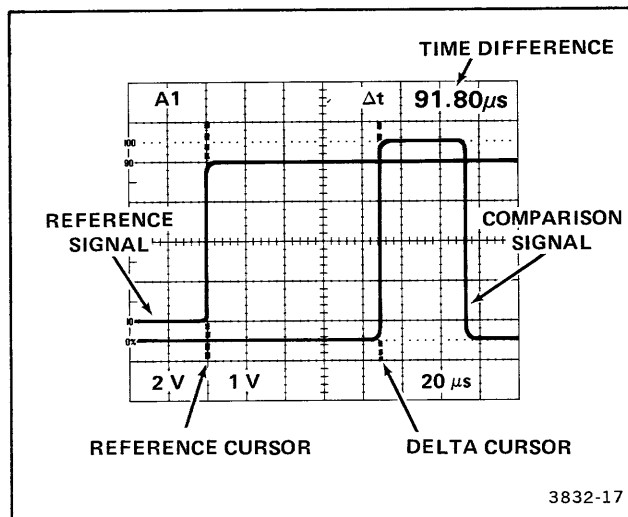 TIME DIFFERENCE
A1 Δt 91.80μs
100
90
REFERENCE
SIGNAL
COMPARISON
SIGNAL
10
0%
2 V 1 V 20 μs
REFERENCE CURSOR DELTA CURSOR
3832-17